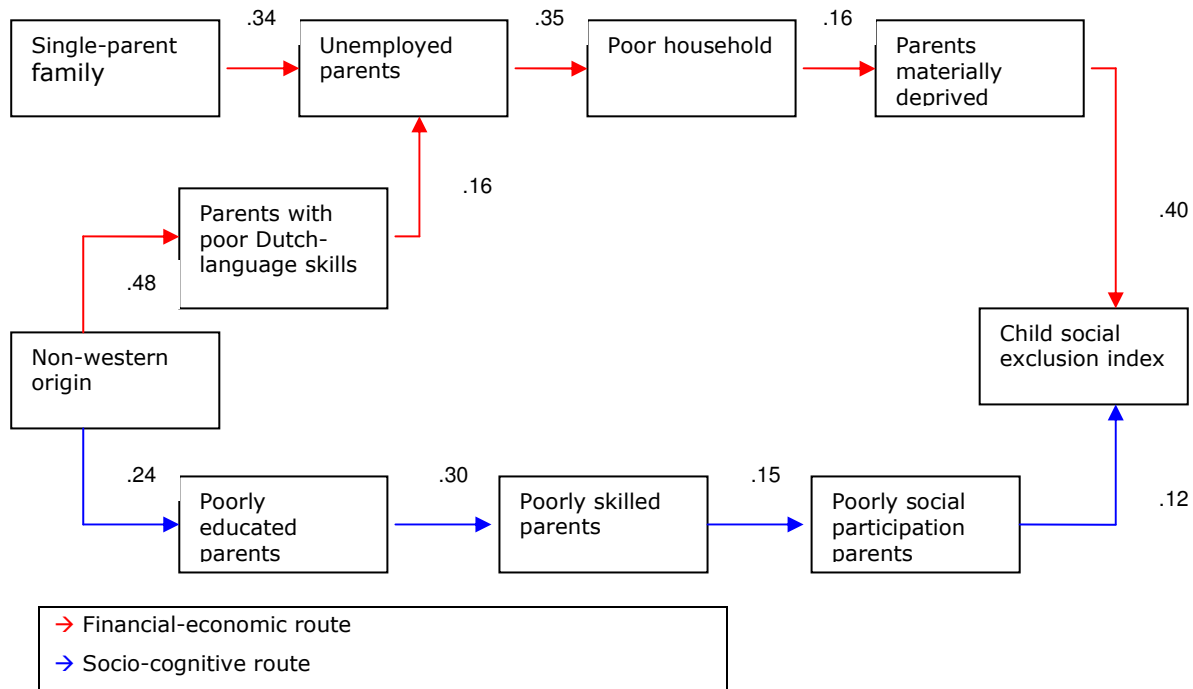 .34
.35
.16
Single-parent
family
Unemployed
parents
Poor household
Parents
materially
deprived
.16
Parents with
poor Dutch-
language skills
.40
.48
Non-western
origin
Child social
exclusion index
.24
.30
.15
.12
Poorly
educated
parents
Poorly skilled
parents
Poorly social
participation
parents
→ Financial-economic route
→ Socio-cognitive route